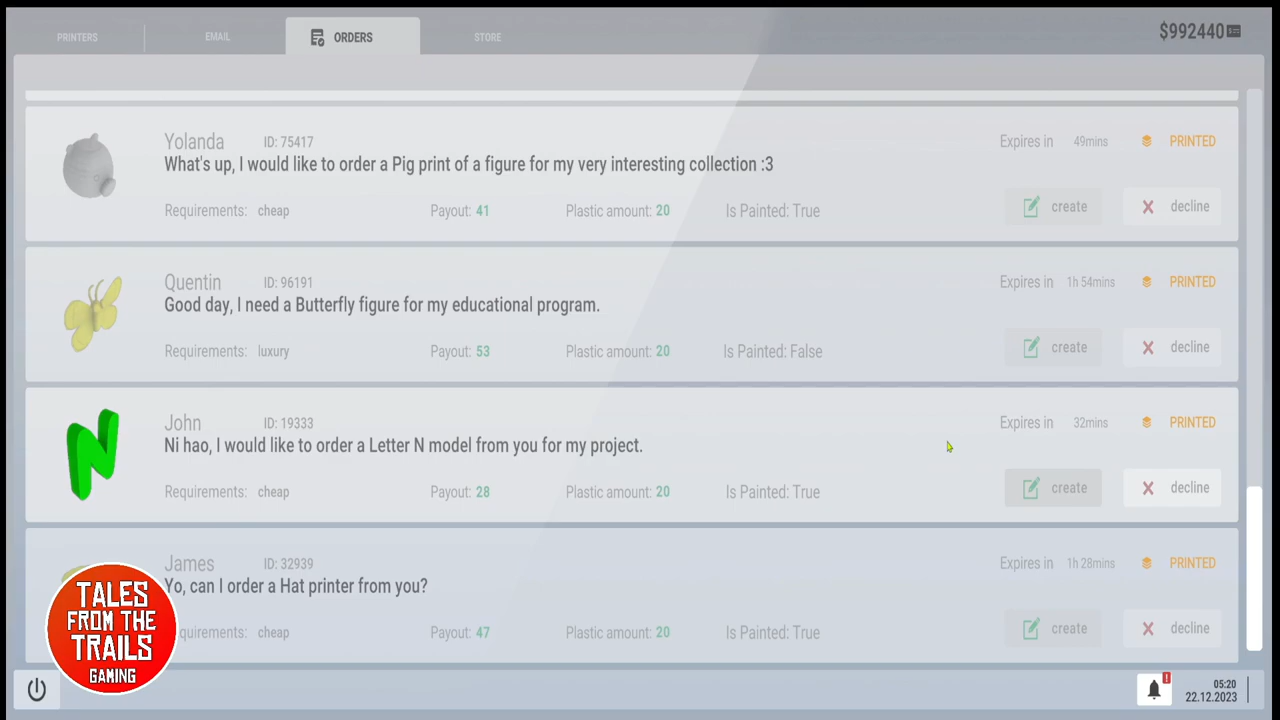 PRINTERS
EMAIL
ORDERS
STORE
$992440
Yolanda ID: 75417 Expires in 49mins PRINTED
What's up, I would like to order a Pig print of a figure for my very interesting collection :3
Requirements: cheap Payout: 41 Plastic amount: 20 Is Painted: True create decline
Quentin ID: 96191 Expires in 1h 54mins PRINTED
Good day, I need a Butterfly figure for my educational program.
Requirements: luxury Payout: 53 Plastic amount: 20 Is Painted: False create decline
John ID: 19333 Expires in 32mins PRINTED
Ni hao, I would like to order a Letter N model from you for my project.
Requirements: cheap Payout: 28 Plastic amount: 20 Is Painted: True create decline
James ID: 32939 Expires in 1h 28mins PRINTED
Yo, can I order a Hat printer from you?
equirements: cheap Payout: 47 Plastic amount: 20 Is Painted: True create decline
TALES
FROM THE
TRAILS
GAMING
05:20
22.12.2023